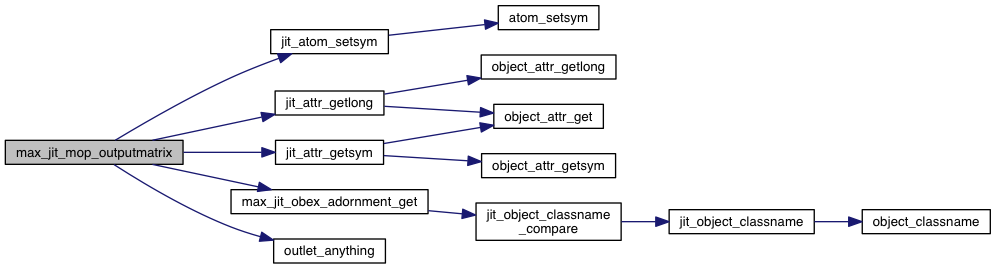 max_jit_mop_outputmatrix
jit_atom_setsym
atom_setsym
jit_attr_getlong
object_attr_getlong
object_attr_get
jit_attr_getsym
object_attr_getsym
max_jit_obex_adornment_get
jit_object_classname
_compare
jit_object_classname
object_classname
outlet_anything